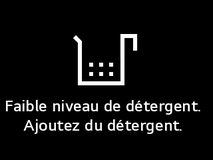 Faible niveau de détergent.
Ajoutez du détergent.